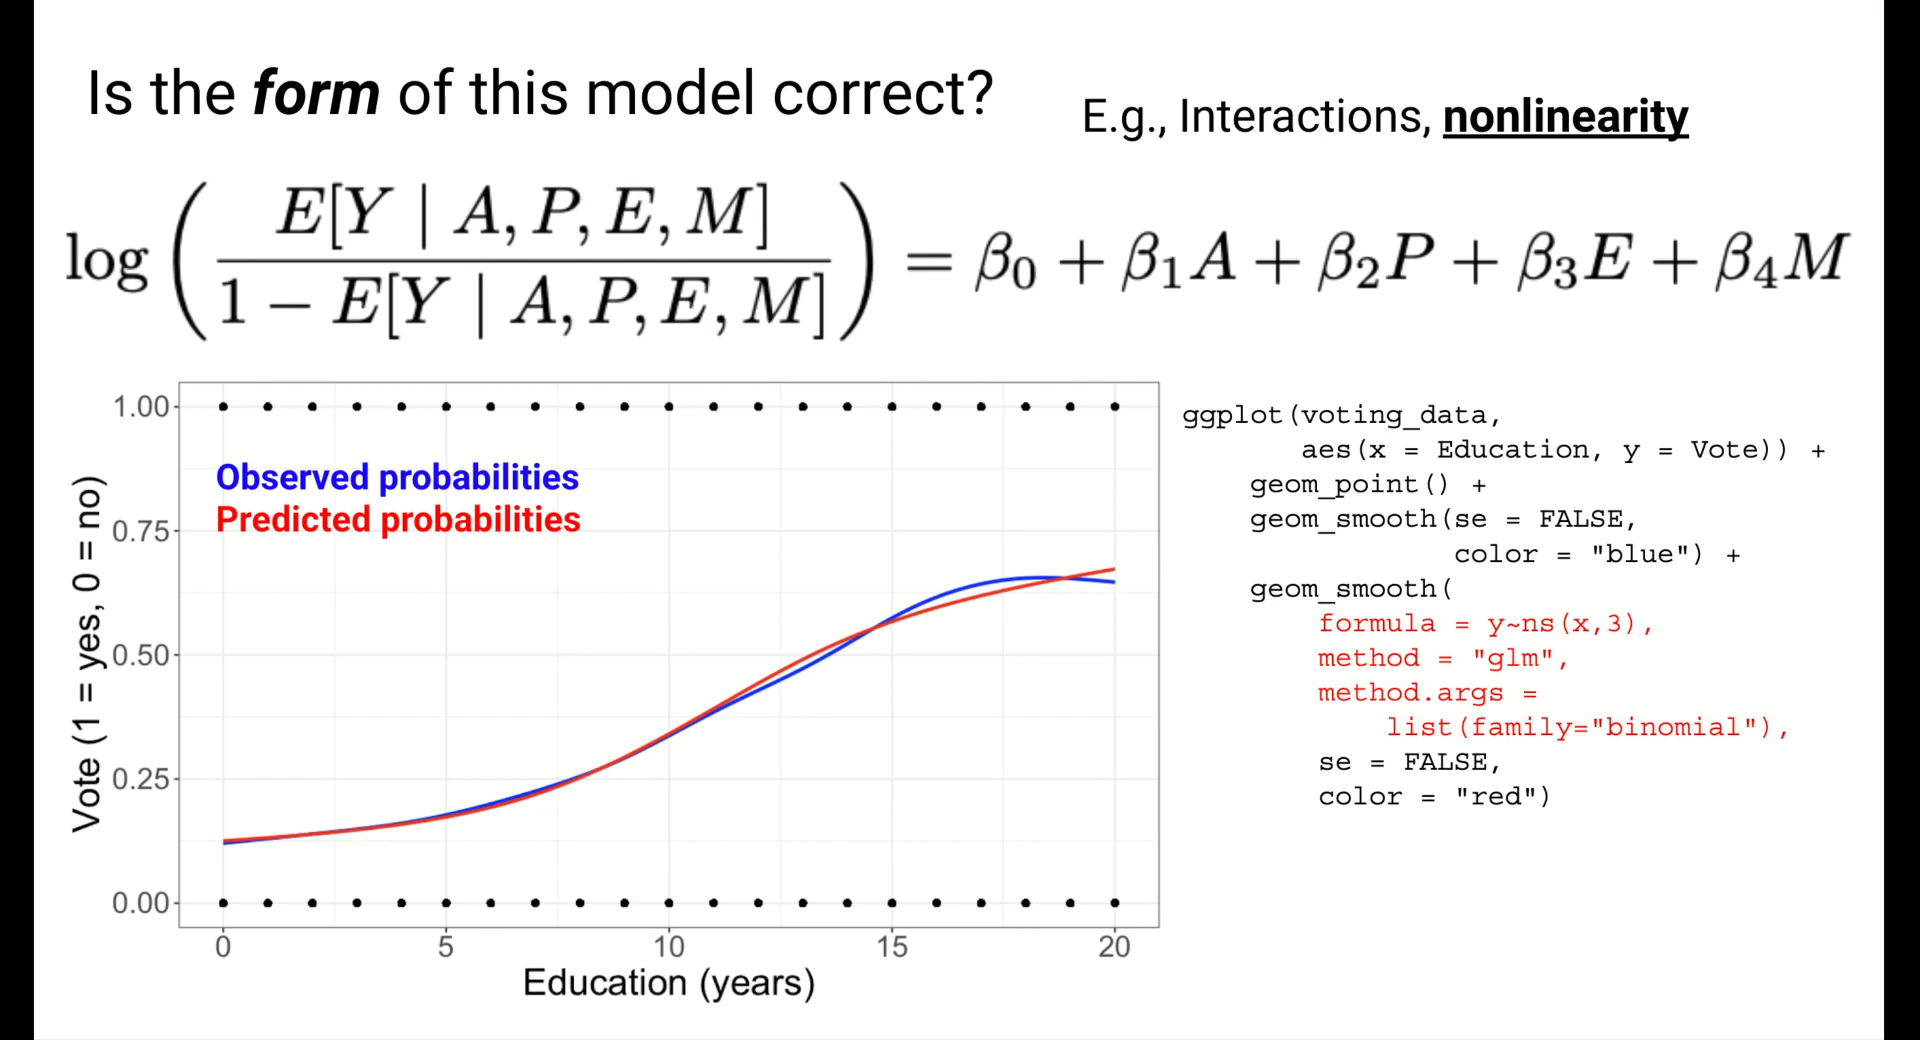 Is the form of this model correct?
E.g., Interactions, nonlinearity
log ( E[Y | A, P, E, M] / 1 − E[Y | A, P, E, M] ) = β₀ + β₁A + β₂P + β₃E + β₄M
Observed probabilities
Predicted probabilities
Vote (1 = yes, 0 = no)
1.00
0.75
0.50
0.25
0.00
0 5 10 15 20
Education (years)
ggplot(voting_data,
aes(x = Education, y = Vote)) +
geom_point() +
geom_smooth(se = FALSE,
color = "blue") +
geom_smooth(
formula = y~ns(x,3),
method = "glm",
method.args =
list(family="binomial"),
se = FALSE,
color = "red")